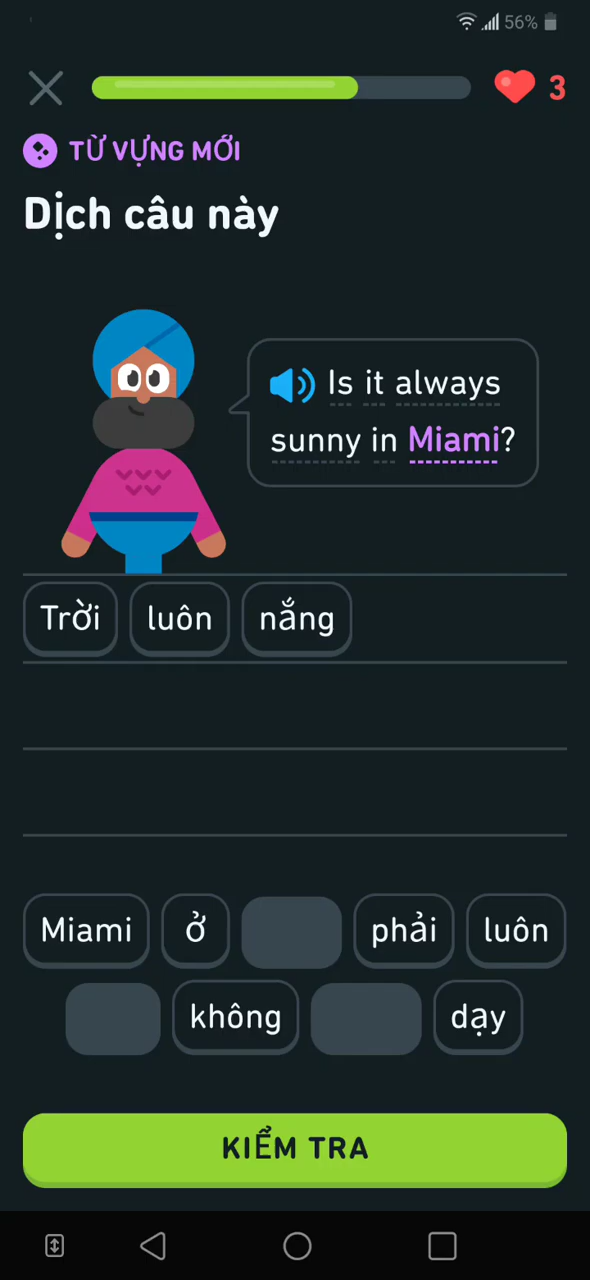 56%
3
TỪ VỰNG MỚI
Dịch câu này
Is it always
sunny in Miami?
Trời luôn nắng
Miami ở phải luôn
không dạy
KIỂM TRA